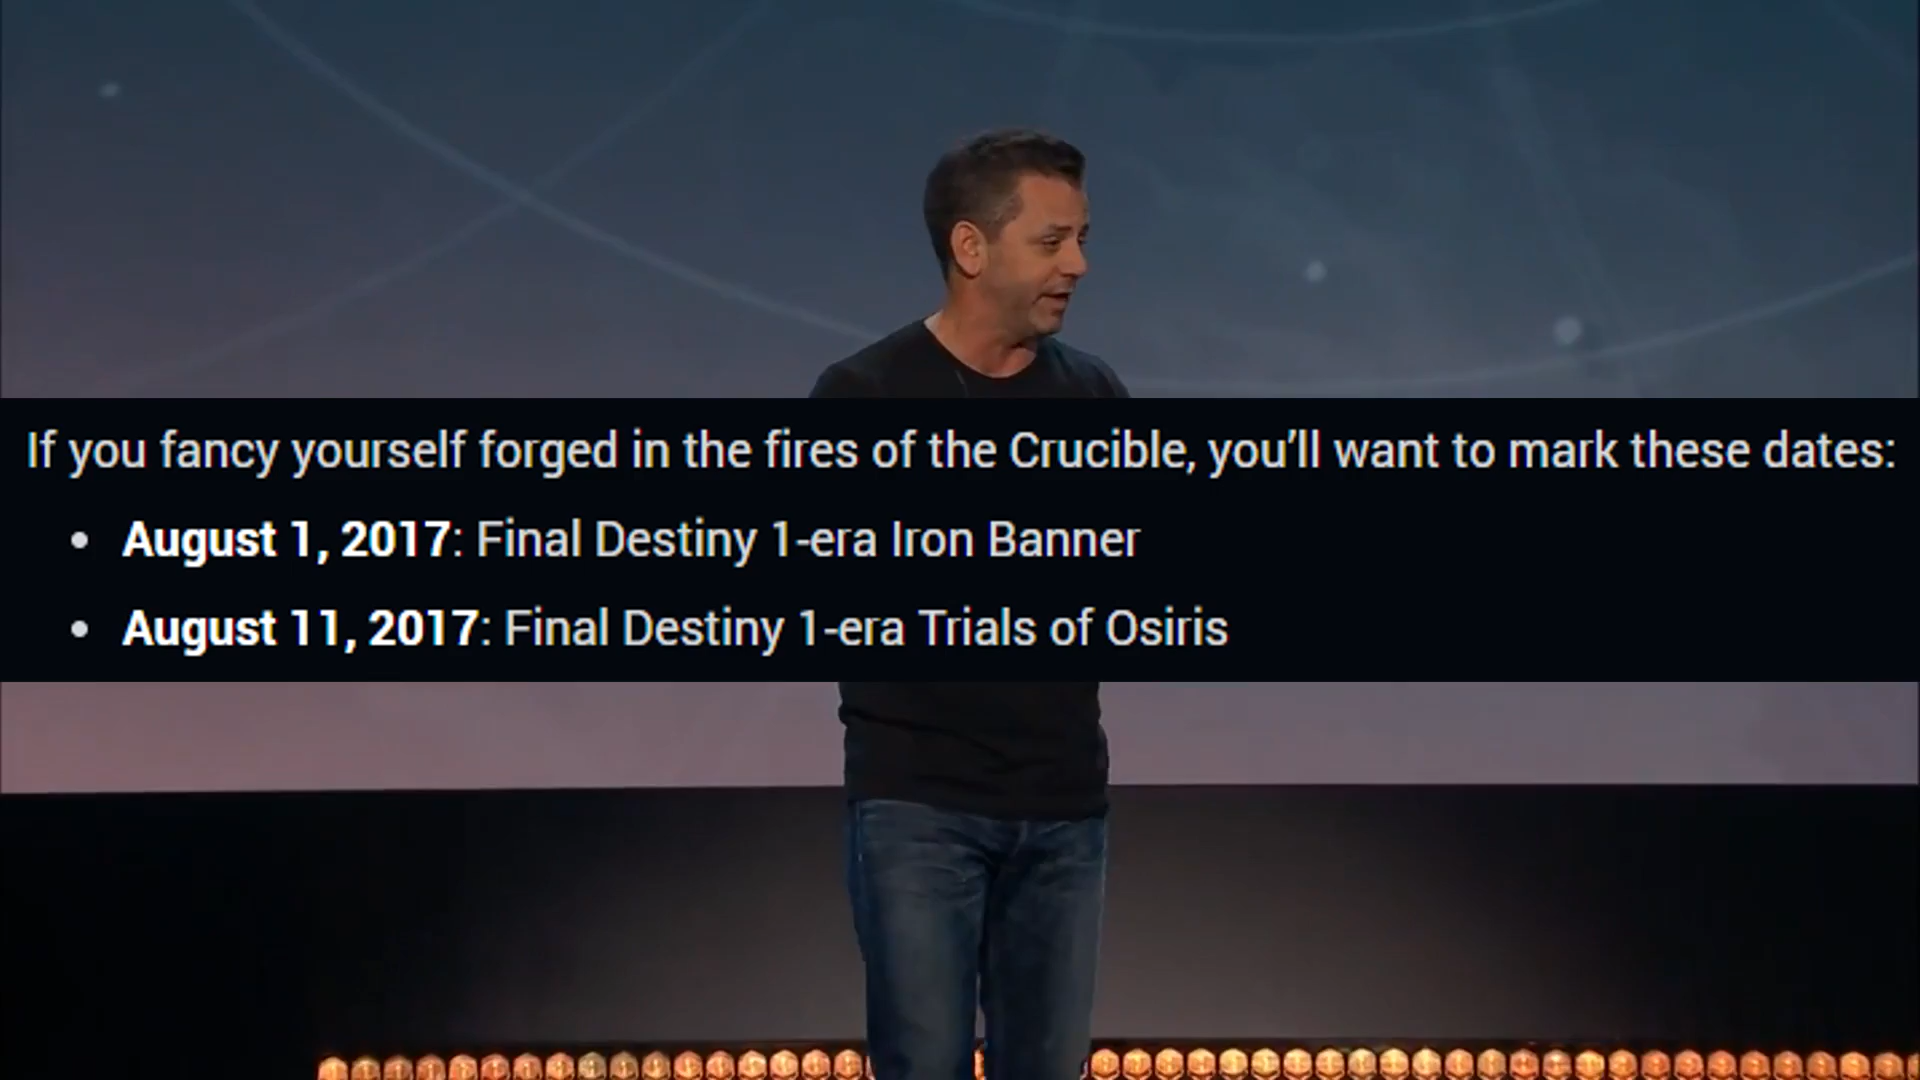 If you fancy yourself forged in the fires of the Crucible, you’ll want to mark these dates:
August 1, 2017: Final Destiny 1-era Iron Banner
August 11, 2017: Final Destiny 1-era Trials of Osiris